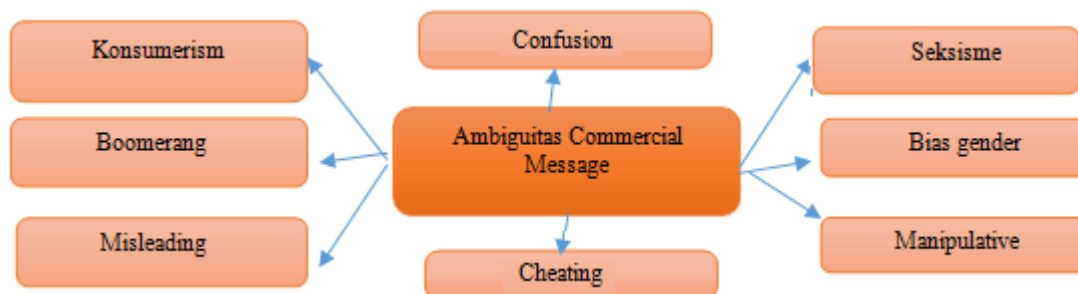 Konsumerism
Confusion
Seksisme
Boomerang
Ambiguitas Commercial
Message
Bias gender
Misleading
Cheating
Manipulative